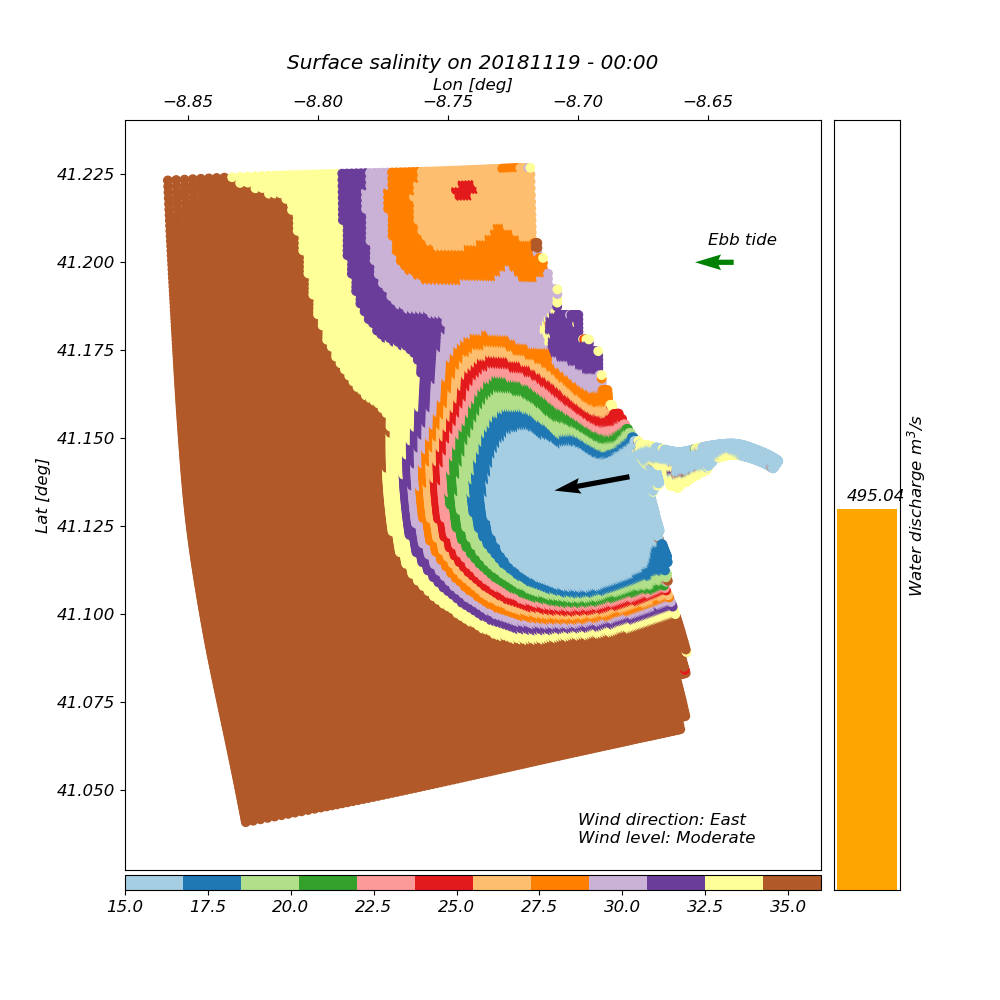 Surface salinity on 20181119 - 00:00
Lon [deg]
−8.85 −8.80 −8.75 −8.70 −8.65
41.225
41.200
41.175
41.150
41.125
41.100
41.075
41.050
Lat [deg]
Ebb tide
Wind direction: East
Wind level: Moderate
495.04
Water discharge m³/s
15.0 17.5 20.0 22.5 25.0 27.5 30.0 32.5 35.0